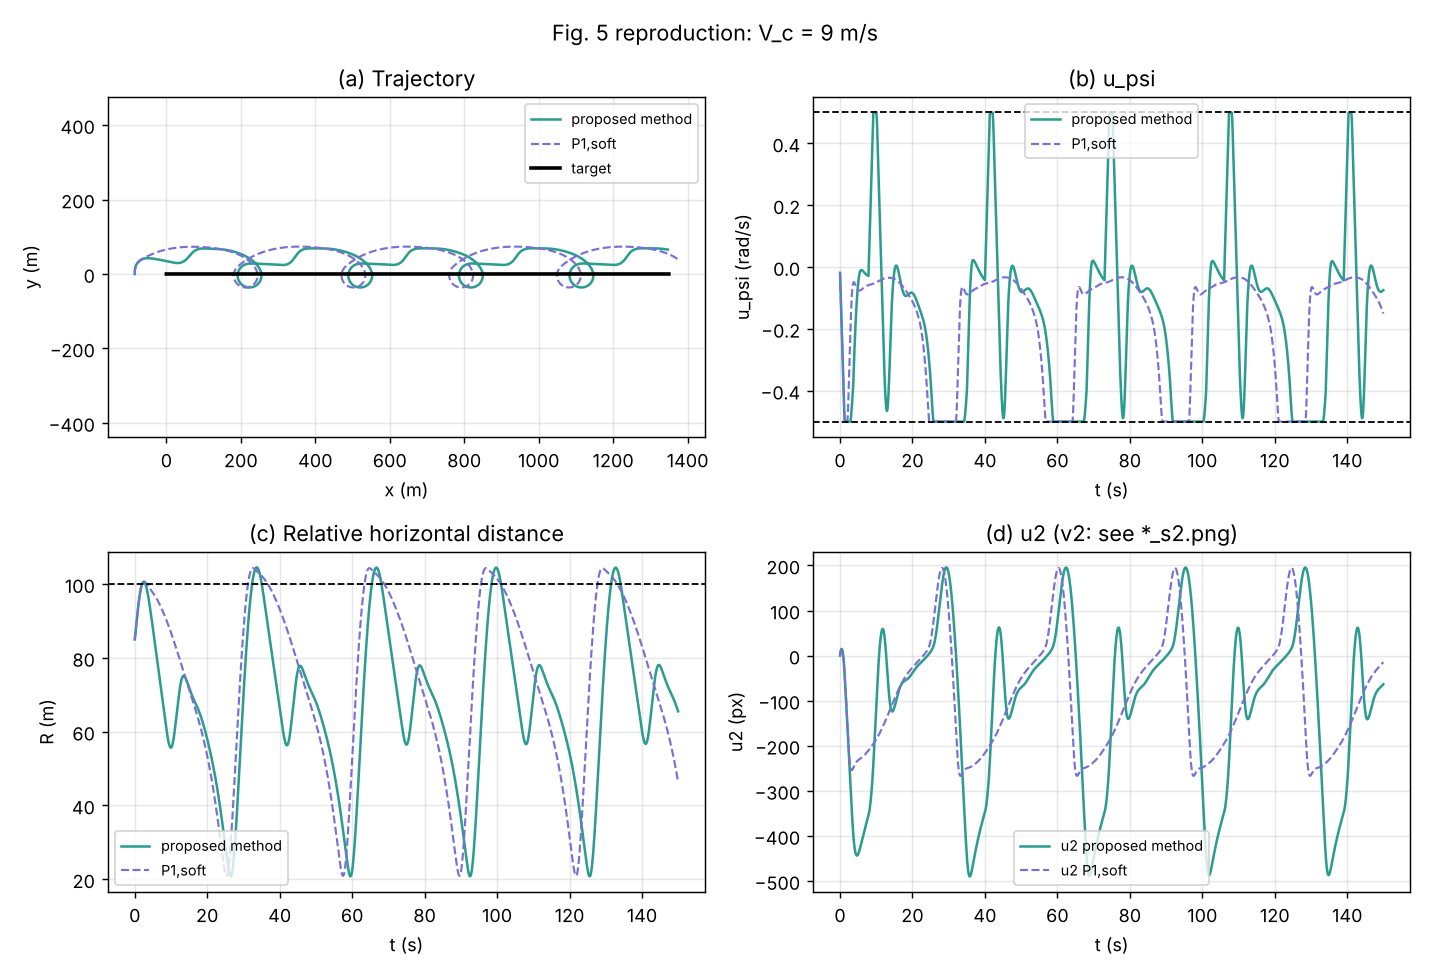 Fig. 5 reproduction: V_c = 9 m/s
(a) Trajectory
400
200
0
−200
−400
y (m)
0 200 400 600 800 1000 1200 1400
x (m)
proposed method
P1,soft
target
(b) u_psi
0.4
0.2
0.0
−0.2
−0.4
u_psi (rad/s)
0 20 40 60 80 100 120 140
t (s)
proposed method
P1,soft
(c) Relative horizontal distance
100
80
60
40
20
R (m)
0 20 40 60 80 100 120 140
t (s)
proposed method
P1,soft
(d) u2 (v2: see *_s2.png)
200
100
0
−100
−200
−300
−400
−500
u2 (px)
0 20 40 60 80 100 120 140
t (s)
u2 proposed method
u2 P1,soft